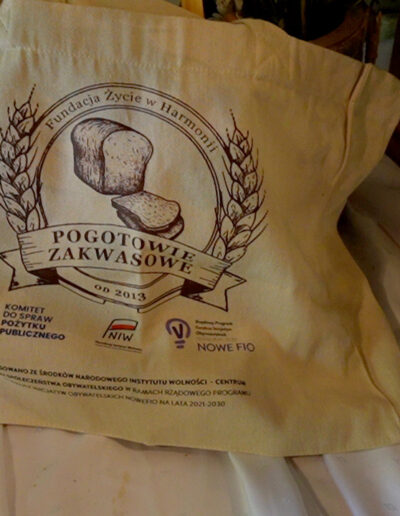 Fundacja Życie w Harmonii
POGOTOWIE
ZAKWASOWE
OD 2013
KOMITET
DO SPRAW
POŻYTKU
PUBLICZNEGO
NIW
NOWE FIO
ZE ŚRODKÓW NARODOWEGO INSTYTUTU WOLNOŚCI - CENTRUM
SPOŁECZEŃSTWA OBYWATELSKIEGO W RAMACH RZĄDOWEGO PROGRAMU
OBYWATELSKICH NOWEFIO NA LATA 2021-2030